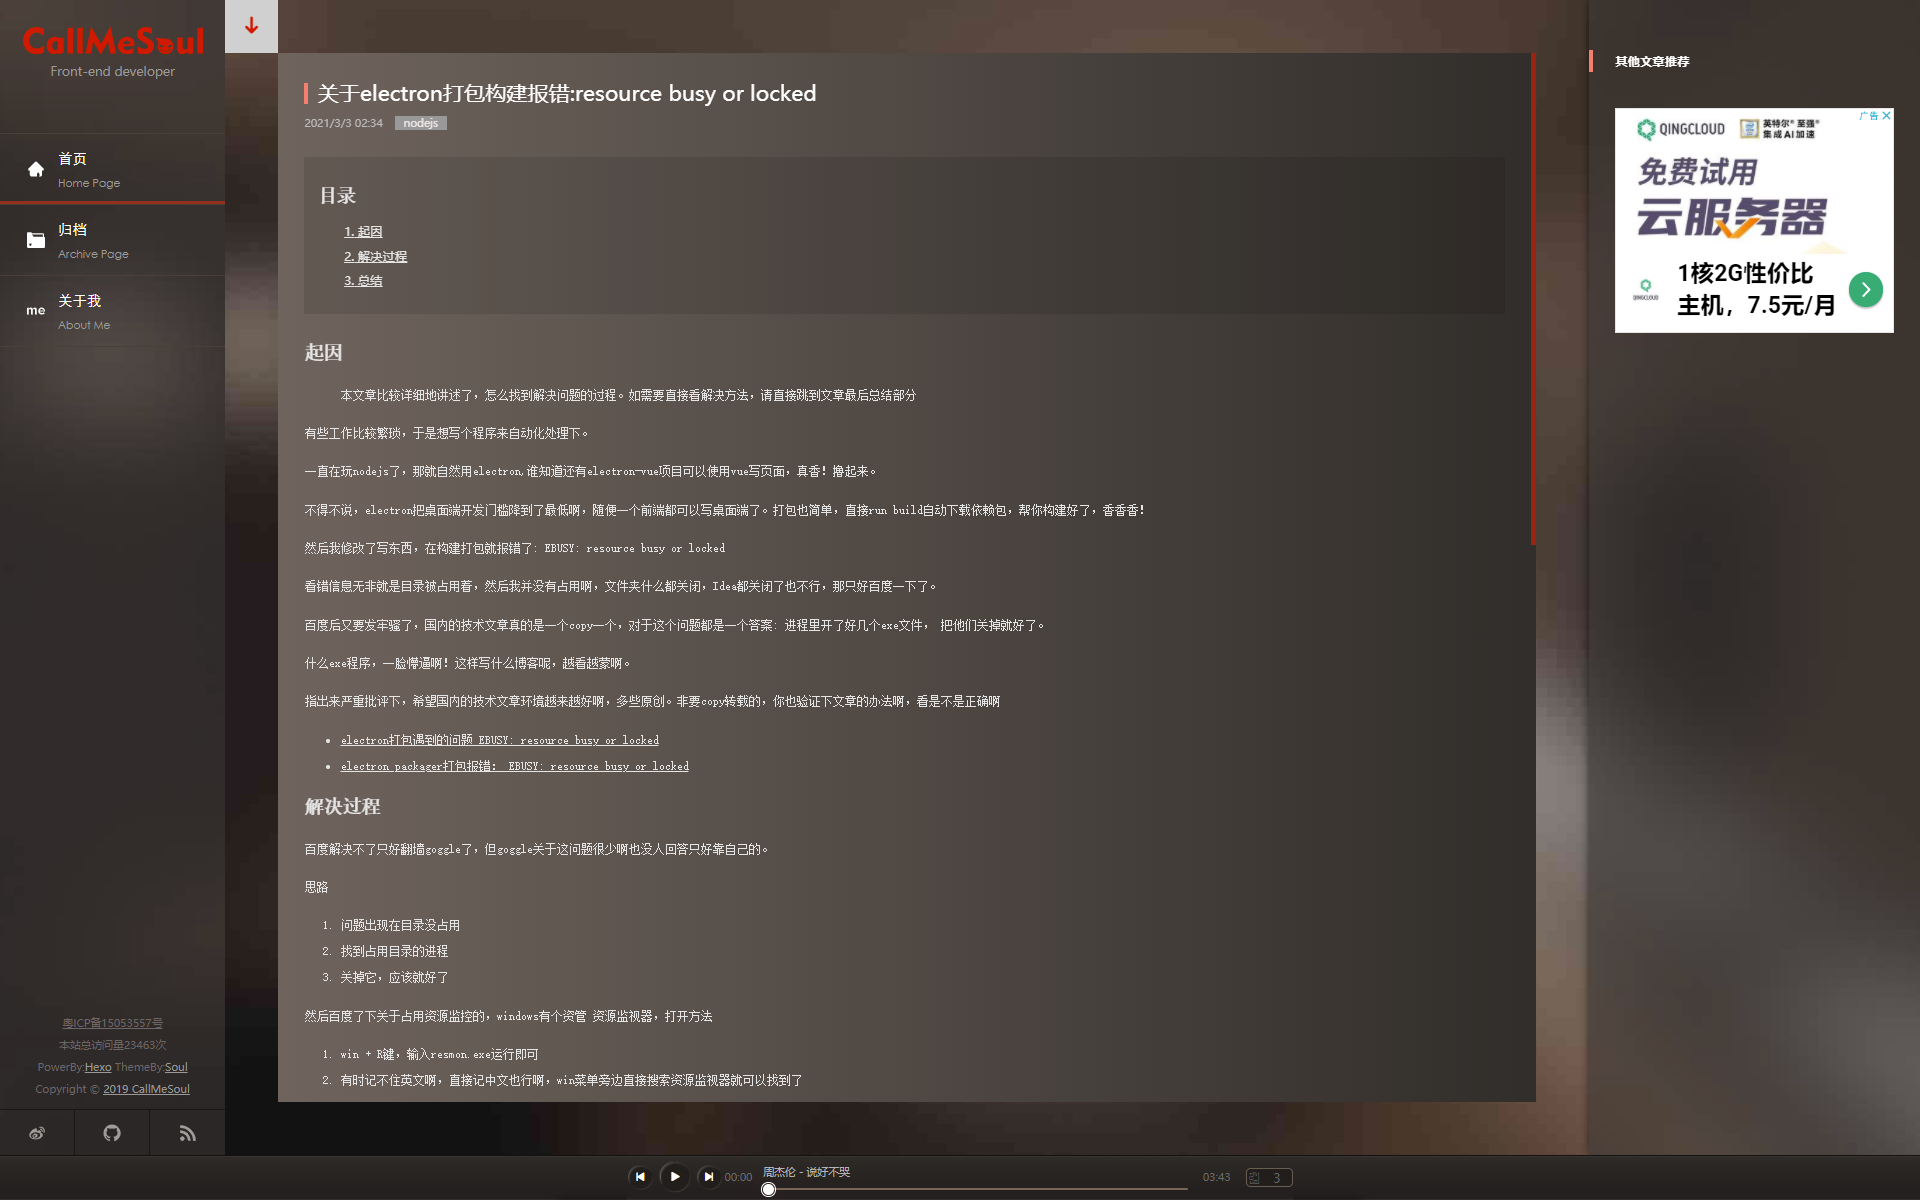 CallMeSoul
Front-end developer
首页
Home Page
归档
Archive Page
me
关于我
About Me
粤ICP备15053557号
本站总访问量23463次
PowerBy:Hexo ThemeBy:Soul
Copyright © 2019 CallMeSoul
关于electron打包构建报错:resource busy or locked
2021/3/3 02:34 nodejs
目录
1. 起因
2. 解决过程
3. 总结
起因
本文章比较详细地讲述了，怎么找到解决问题的过程。如需要直接看解决方法，请直接跳到文章最后总结部分
有些工作比较繁琐，于是想写个程序来自动化处理下。
一直在玩nodejs了，那就自然用electron,谁知道还有electron-vue项目可以使用vue写页面，真香！撸起来。
不得不说，electron把桌面端开发门槛降到了最低啊，随便一个前端都可以写桌面端了。打包也简单，直接run build自动下载依赖包，帮你构建好了，香香香！
然后我修改了写东西，在构建打包就报错了: EBUSY: resource busy or locked
看错信息无非就是目录被占用着，然后我并没有占用啊，文件夹什么都关闭，Idea都关闭了也不行，那只好百度一下了。
百度后又要发牢骚了，国内的技术文章真的是一个copy一个，对于这个问题都是一个答案: 进程里开了好几个exe文件， 把他们关掉就好了。
什么exe程序，一脸懵逼啊！这样写什么博客呢，越看越蒙啊。
指出来严重批评下，希望国内的技术文章环境越来越好啊，多些原创。非要copy转载的，你也验证下文章的办法啊，看是不是正确啊
• electron打包遇到的问题 EBUSY: resource busy or locked
• electron packager打包报错： EBUSY: resource busy or locked
解决过程
百度解决不了只好翻墙goggle了，但goggle关于这问题很少啊也没人回答只好靠自己的。
思路
1. 问题出现在目录没占用
2. 找到占用目录的进程
3. 关掉它，应该就好了
然后百度了下关于占用资源监控的，windows有个资管 资源监视器，打开方法
1. win + R键，输入resmon.exe运行即可
2. 有时记不住英文啊，直接记中文也行啊，win菜单旁边直接搜索资源监视器就可以找到了
其他文章推荐
广告
QINGCLOUD 英特尔® 至强®
集成AI加速
免费试用
云服务器
QINGCLOUD
1核2G性价比
主机，7.5元/月
00:00 周杰伦 - 说好不哭 03:43 3